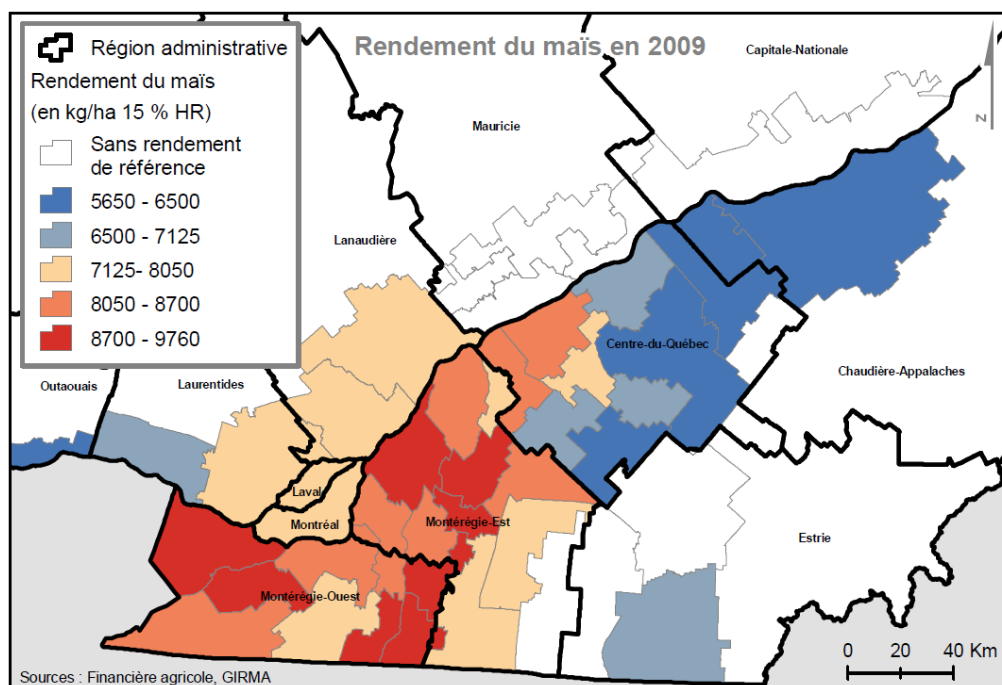 Rendement du maïs en 2009
Région administrative
Rendement du maïs
(en kg/ha 15 % HR)
Sans rendement
de référence
5650 - 6500
6500 - 7125
7125- 8050
8050 - 8700
8700 - 9760
Capitale-Nationale
N
Mauricie
Lanaudière
Centre-du-Québec
Chaudière-Appalaches
Outaouais
Laurentides
Laval
Montréal
Montérégie-Est
Estrie
Montérégie-Ouest
0 20 40 Km
Sources : Financière agricole, GIRMA